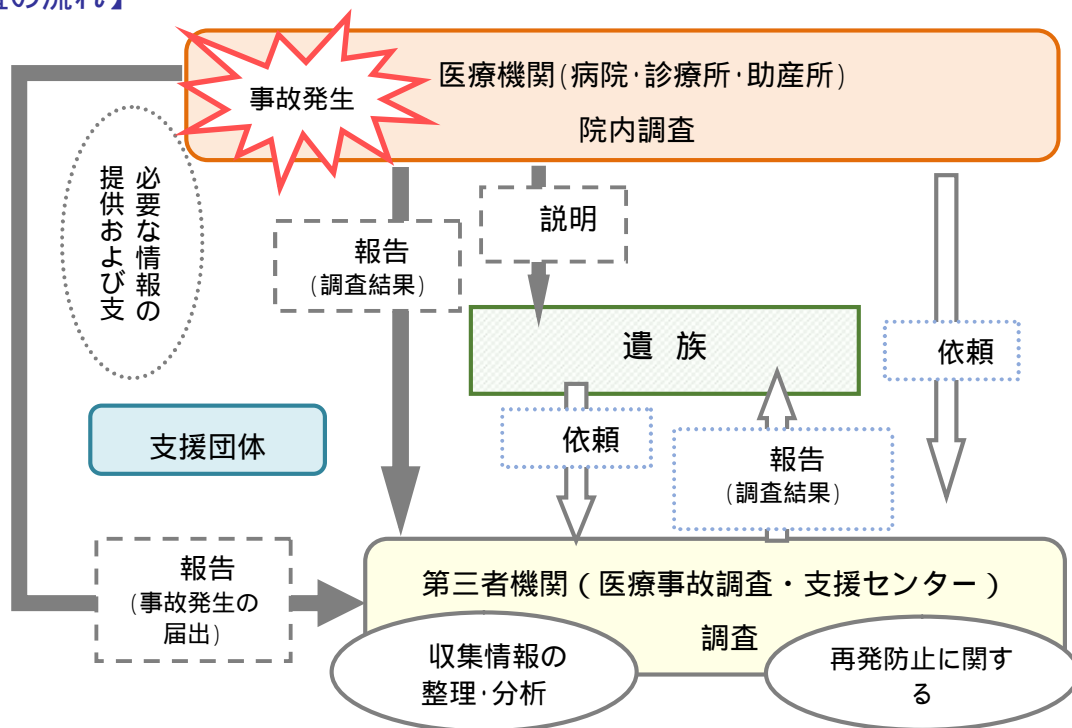 査の流れ】
事故発生
医療機関(病院・診療所・助産所)
院内調査
必要な情報の
提供および支
報告
(調査結果)
説明
遺 族
依頼
依頼
報告
(調査結果)
支援団体
報告
(事故発生の
届出)
第三者機関(医療事故調査・支援センター)
調査
収集情報の
整理・分析
再発防止に関す
る